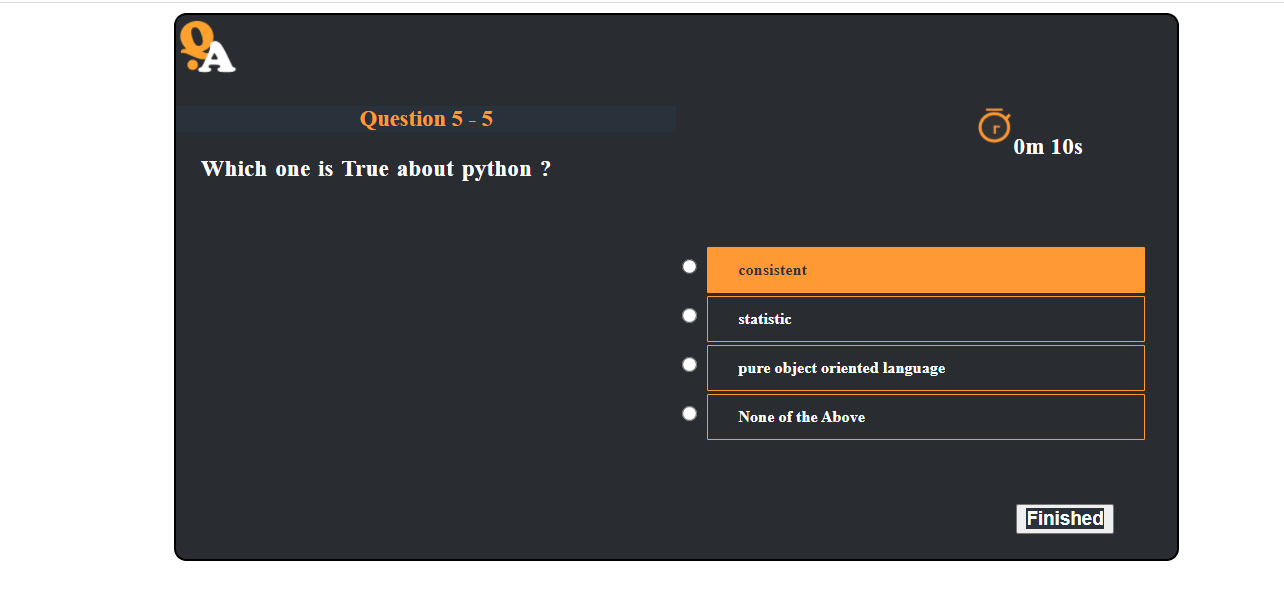 QA
Question 5 - 5
0m 10s
Which one is True about python ?
consistent
statistic
pure object oriented language
None of the Above
Finished